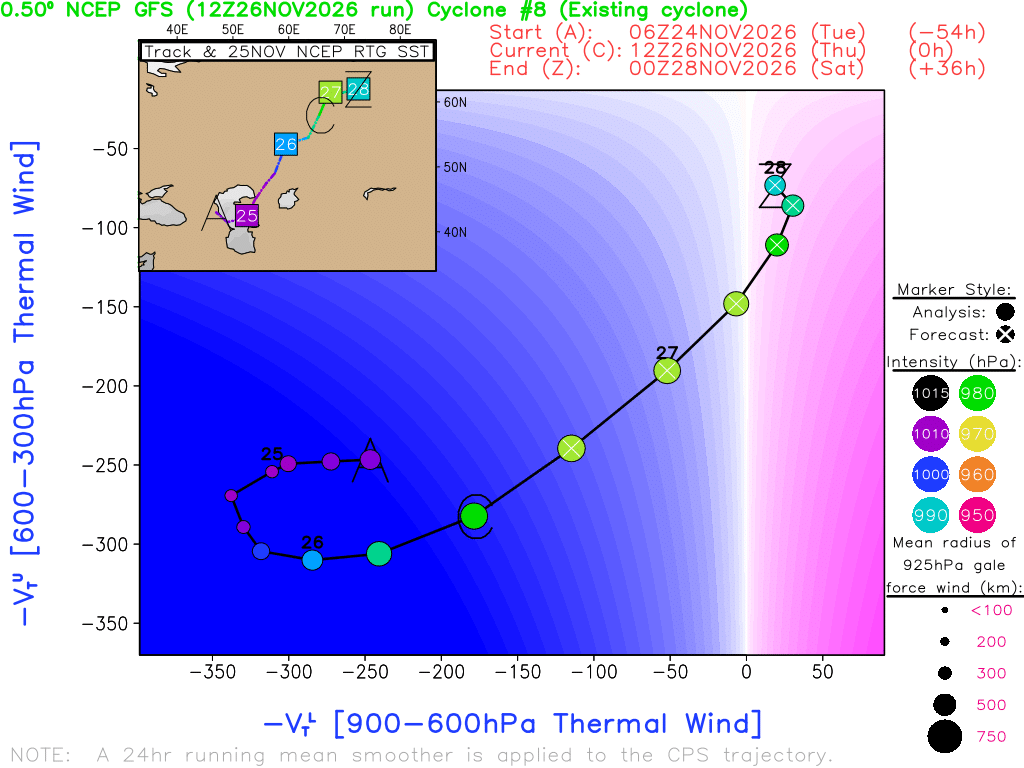 0.50° NCEP GFS (12Z26NOV2026 run) Cyclone #8 (Existing cyclone)
Start (A): 06Z24NOV2026 (Tue) (−54h)
Current (C): 12Z26NOV2026 (Thu) (0h)
End (Z): 00Z28NOV2026 (Sat) (+36h)
40E 50E 60E 70E 80E
Track & 25NOV NCEP RTG SST
60N
50N
40N
A
25
26
C
27
28
Z
−V_T^U [600−300hPa Thermal Wind]
−50
−100
−150
−200
−250
−300
−350
28
Z
27
25
A
26
C
−350 −300 −250 −200 −150 −100 −50 0 50
−V_T^L [900−600hPa Thermal Wind]
Marker Style:
Analysis:
Forecast:
Intensity (hPa):
1015 980
1010 970
1000 960
990 950
Mean radius of
925hPa gale
force wind (km):
<100
200
300
500
750
NOTE: A 24hr running mean smoother is applied to the CPS trajectory.